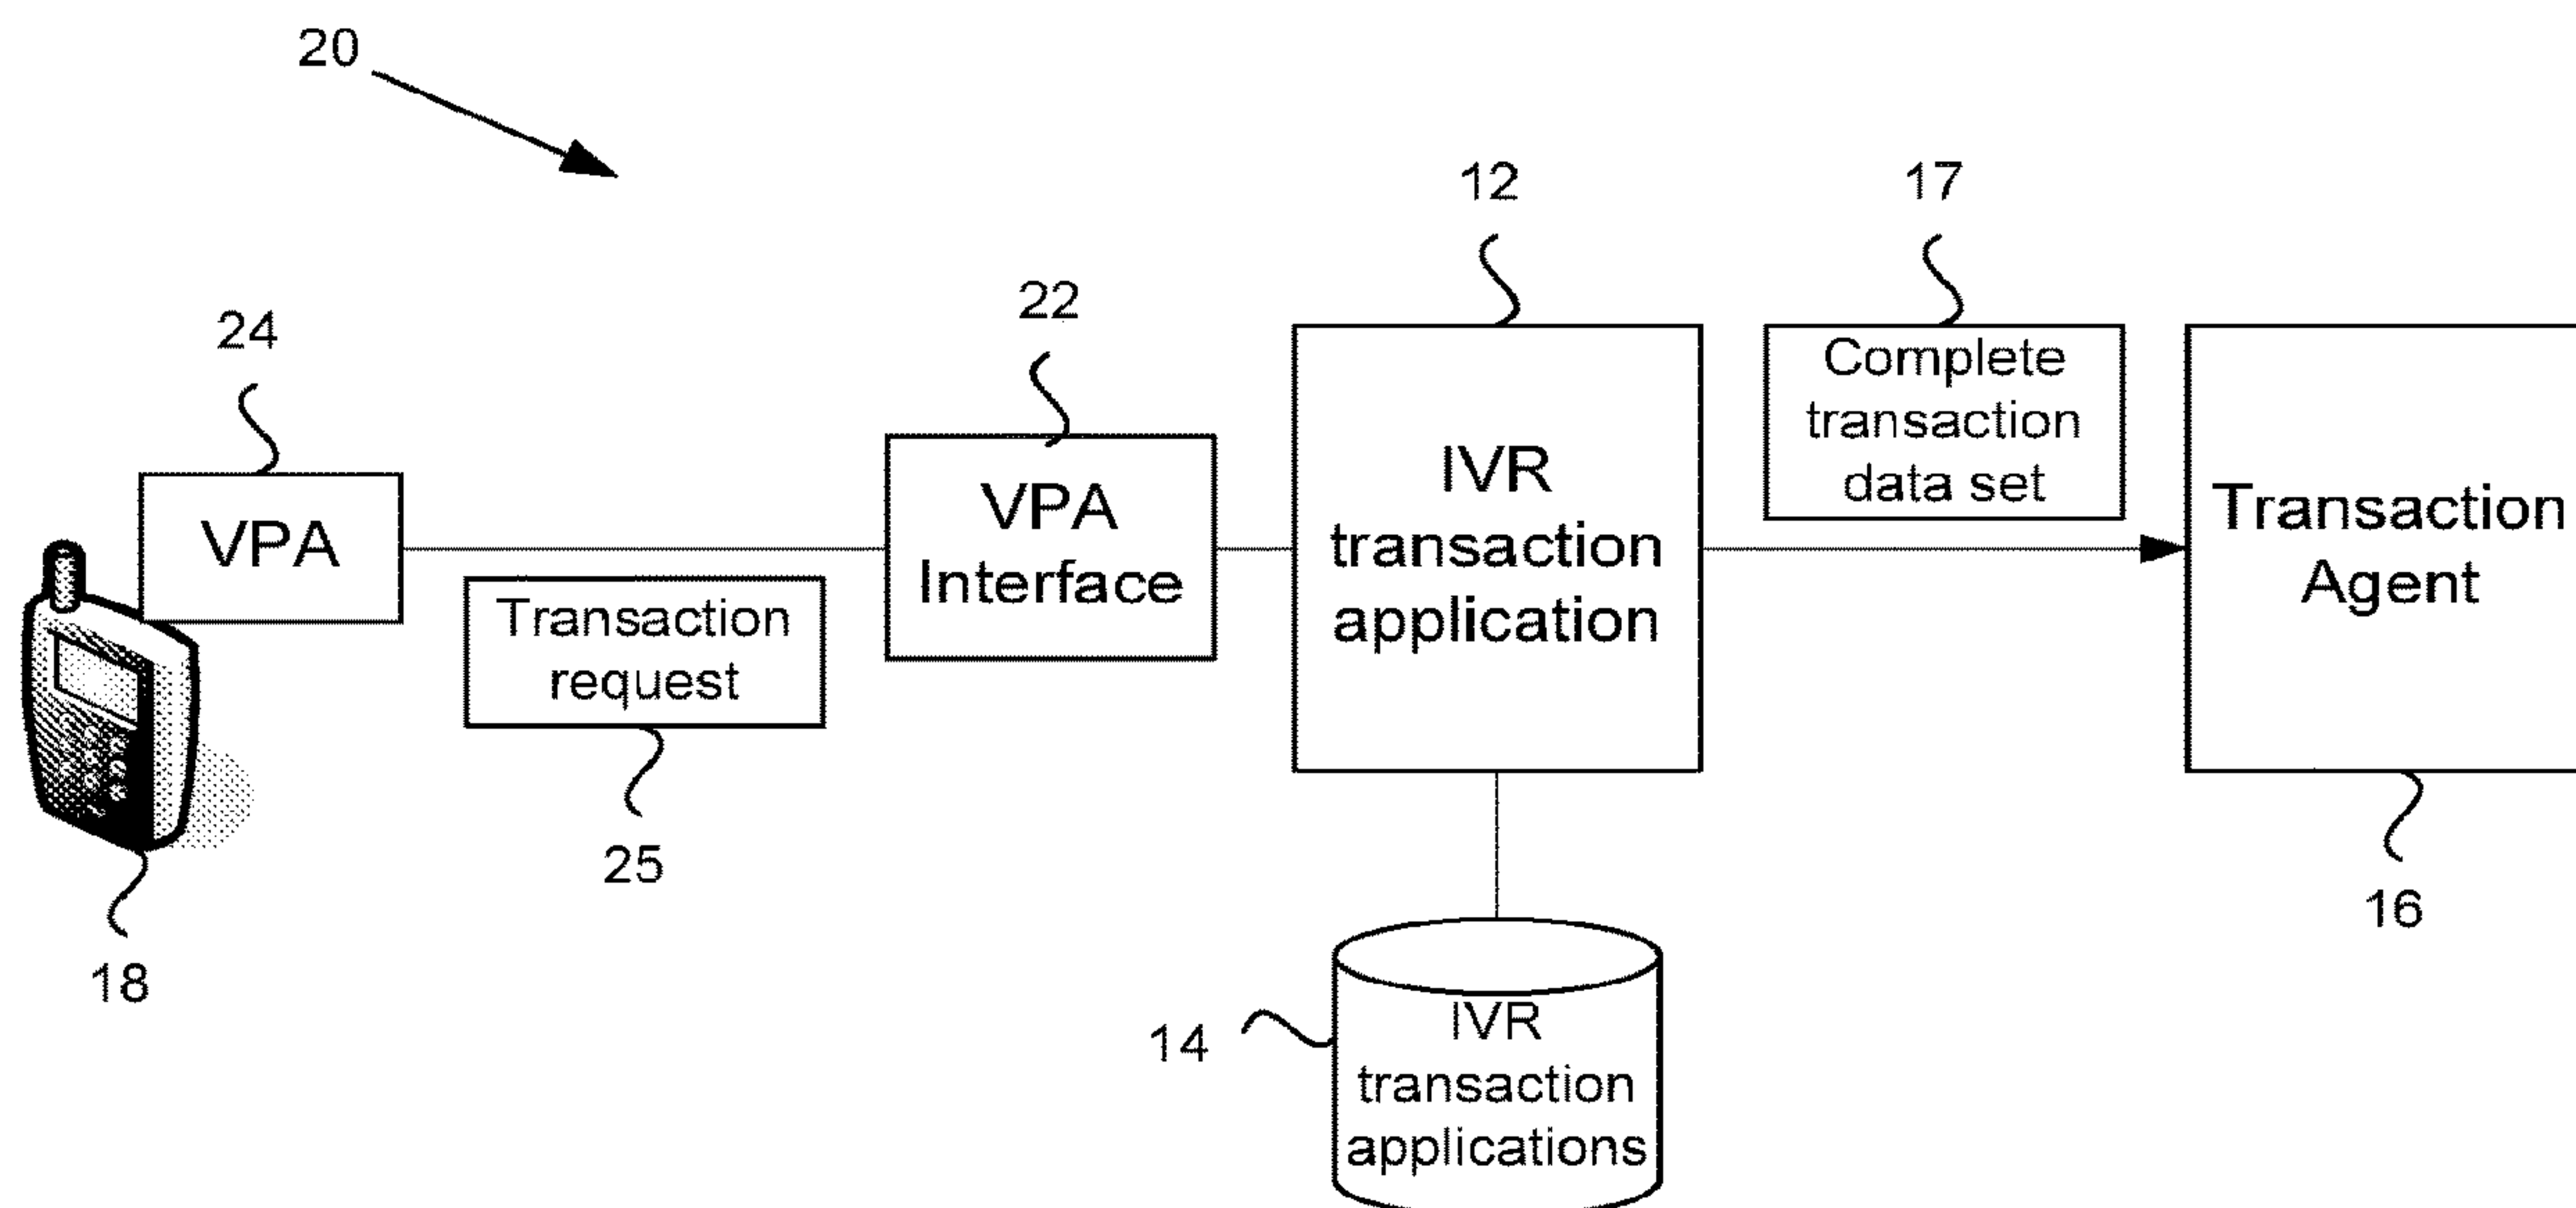 20
12
17
22
24
Complete
transaction
data set
IVR
transaction
application
VPA
Interface
VPA
Transaction
Agent
Transaction
request
25
16
18
14
IVR
transaction
applications